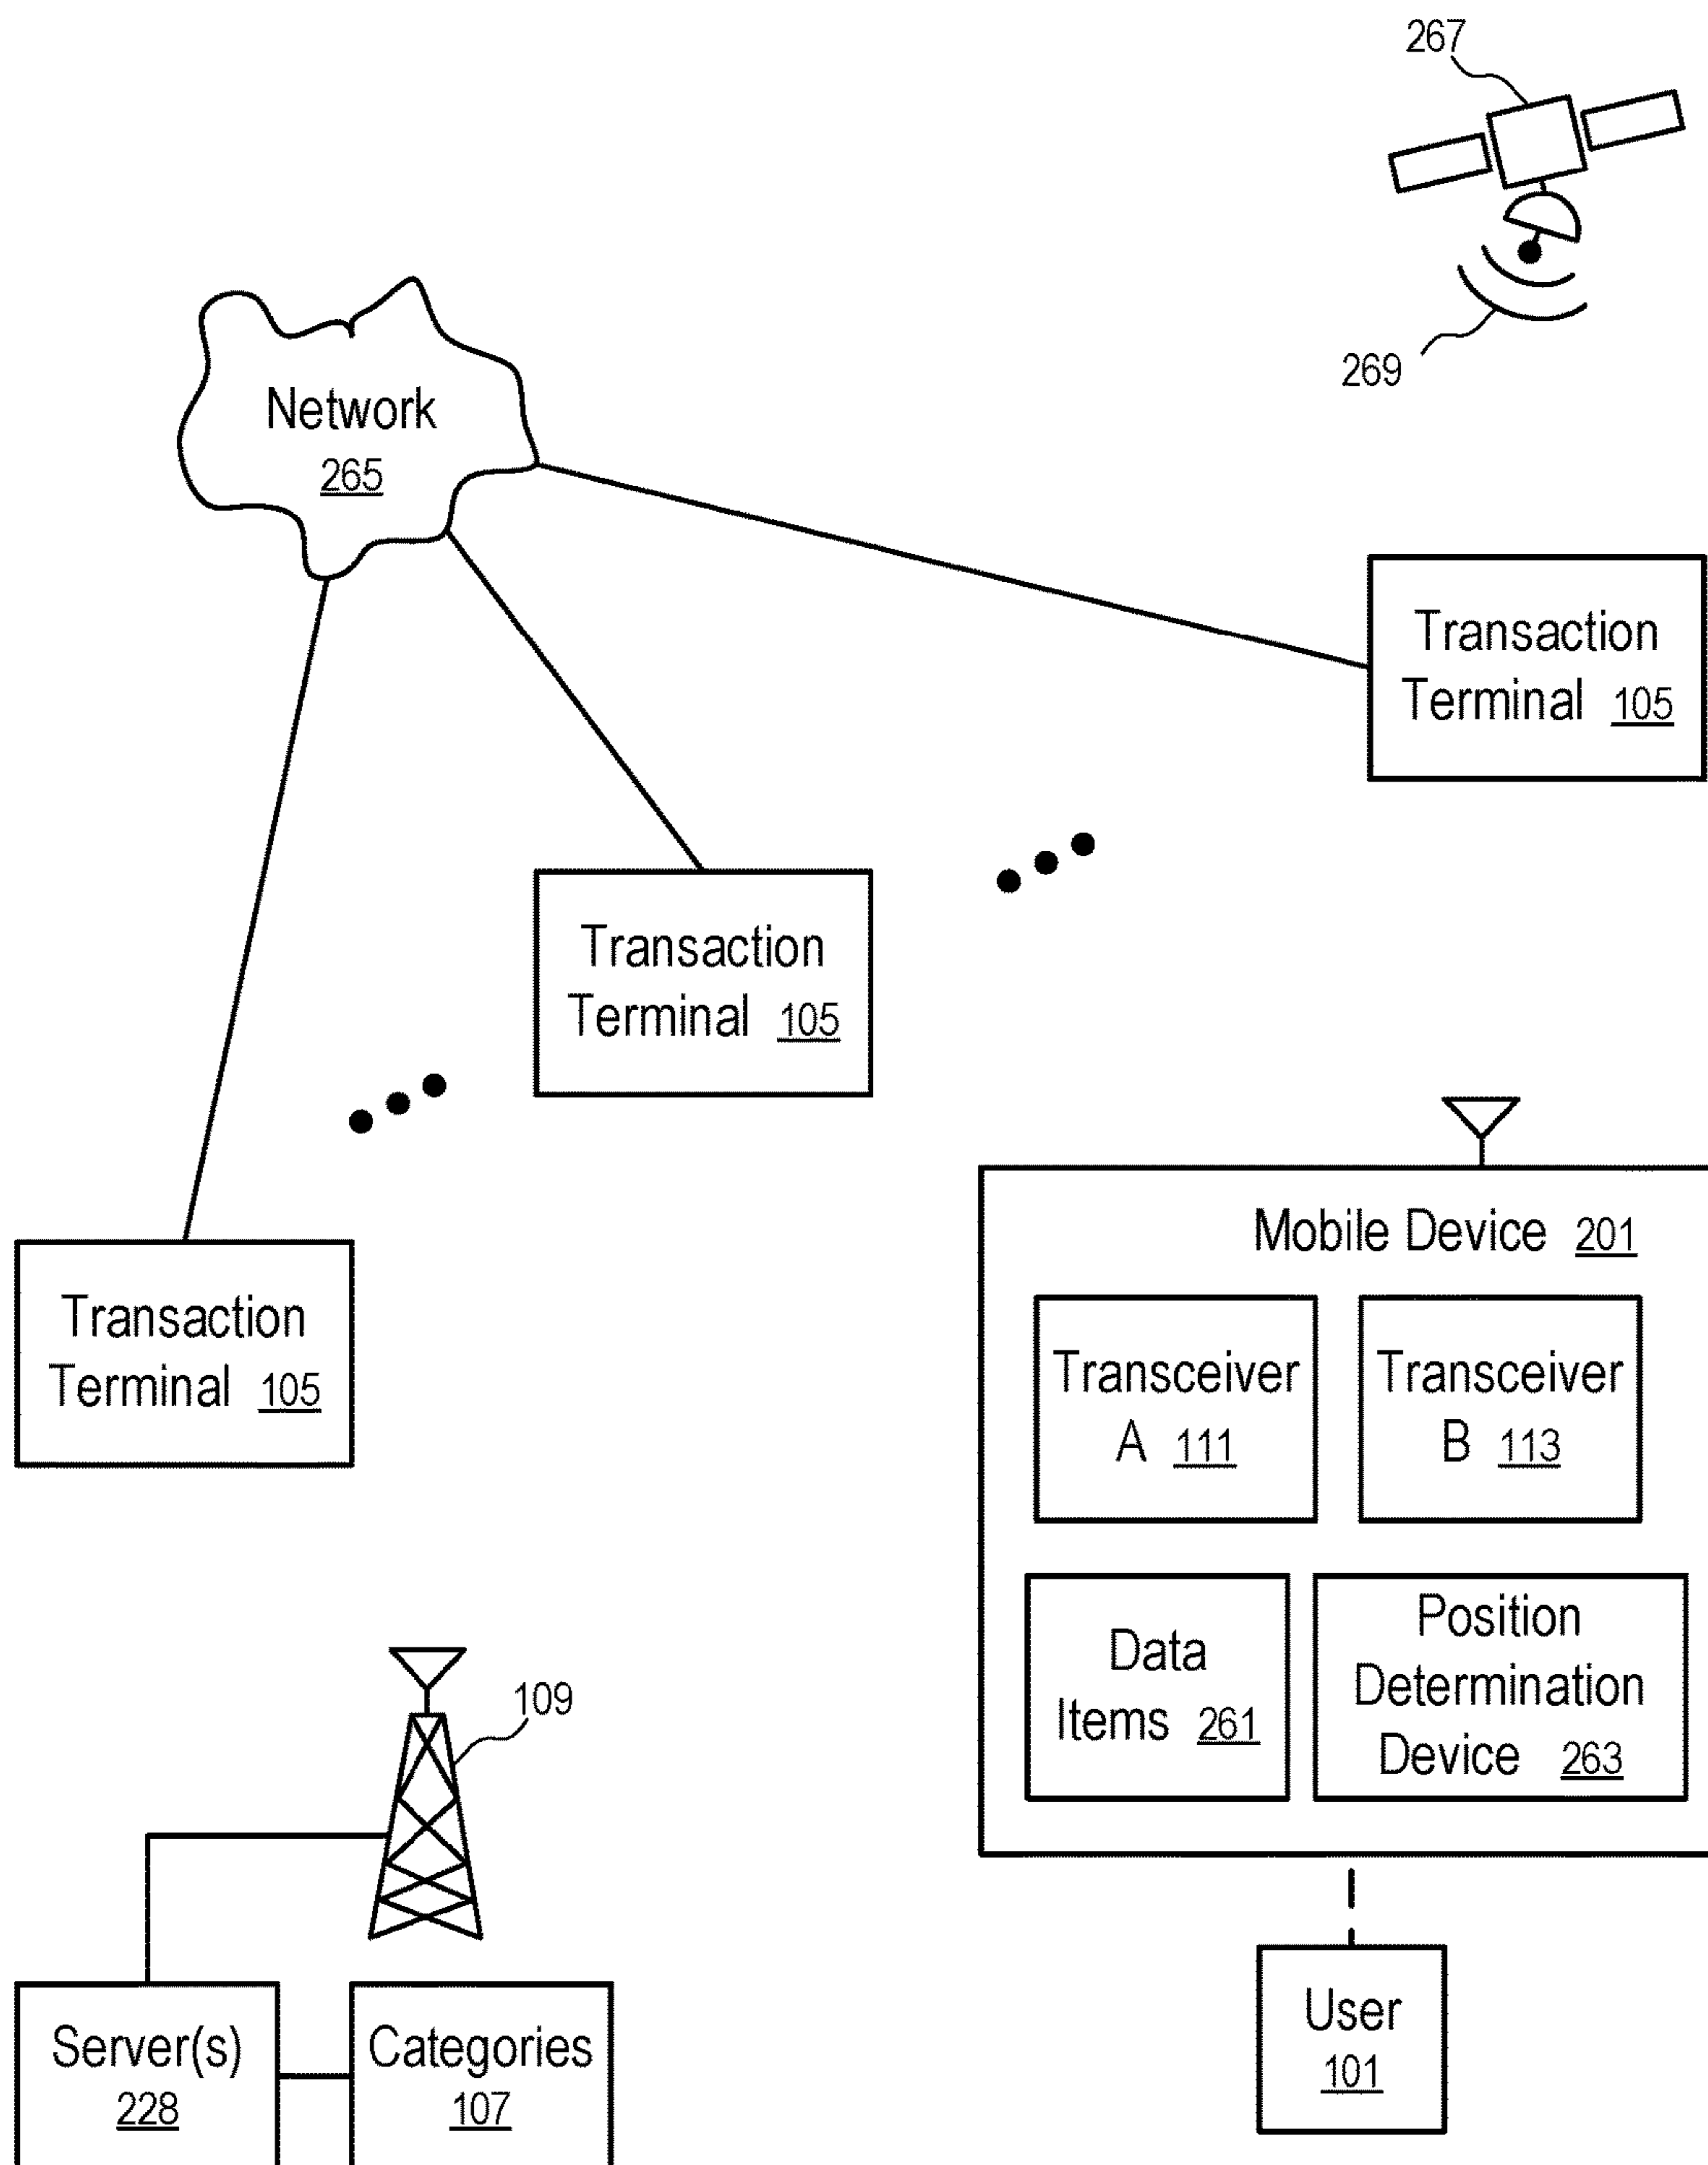 267
269
Network
265
Transaction
Terminal 105
Transaction
Terminal 105
Transaction
Terminal 105
Mobile Device 201
Transceiver
A 111
Transceiver
B 113
Data
Items 261
Position
Determination
Device 263
109
Server(s)
228
Categories
107
User
101